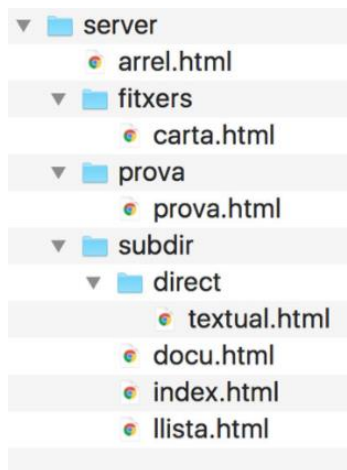 server
arrel.html
fitxers
carta.html
prova
prova.html
subdir
direct
textual.html
docu.html
index.html
llista.html